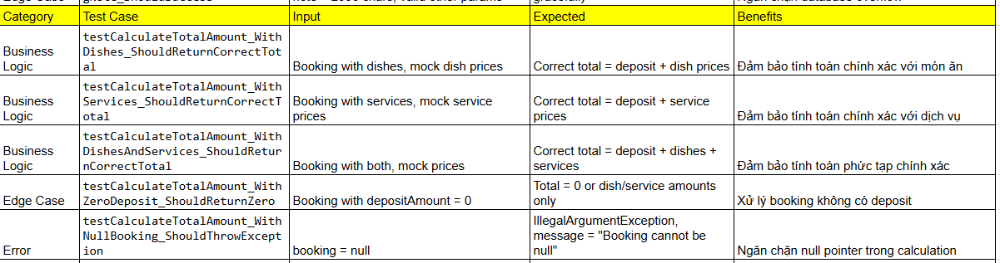 Category Test Case Input Expected Benefits
Business Logic testCalculateTotalAmount_WithDishes_ShouldReturnCorrectTotal Booking with dishes, mock dish prices Correct total = deposit + dish prices Đảm bảo tính toán chính xác với món ăn
Business Logic testCalculateTotalAmount_WithServices_ShouldReturnCorrectTotal Booking with services, mock service prices Correct total = deposit + service prices Đảm bảo tính toán chính xác với dịch vụ
Business Logic testCalculateTotalAmount_WithDishesAndServices_ShouldReturnCorrectTotal Booking with both, mock prices Correct total = deposit + dishes + services Đảm bảo tính toán phức tạp chính xác
Edge Case testCalculateTotalAmount_WithZeroDeposit_ShouldReturnZero Booking with depositAmount = 0 Total = 0 or dish/service amounts only Xử lý booking không có deposit
Error testCalculateTotalAmount_WithNullBooking_ShouldThrowException booking = null IllegalArgumentException, message = "Booking cannot be null" Ngăn chặn null pointer trong calculation